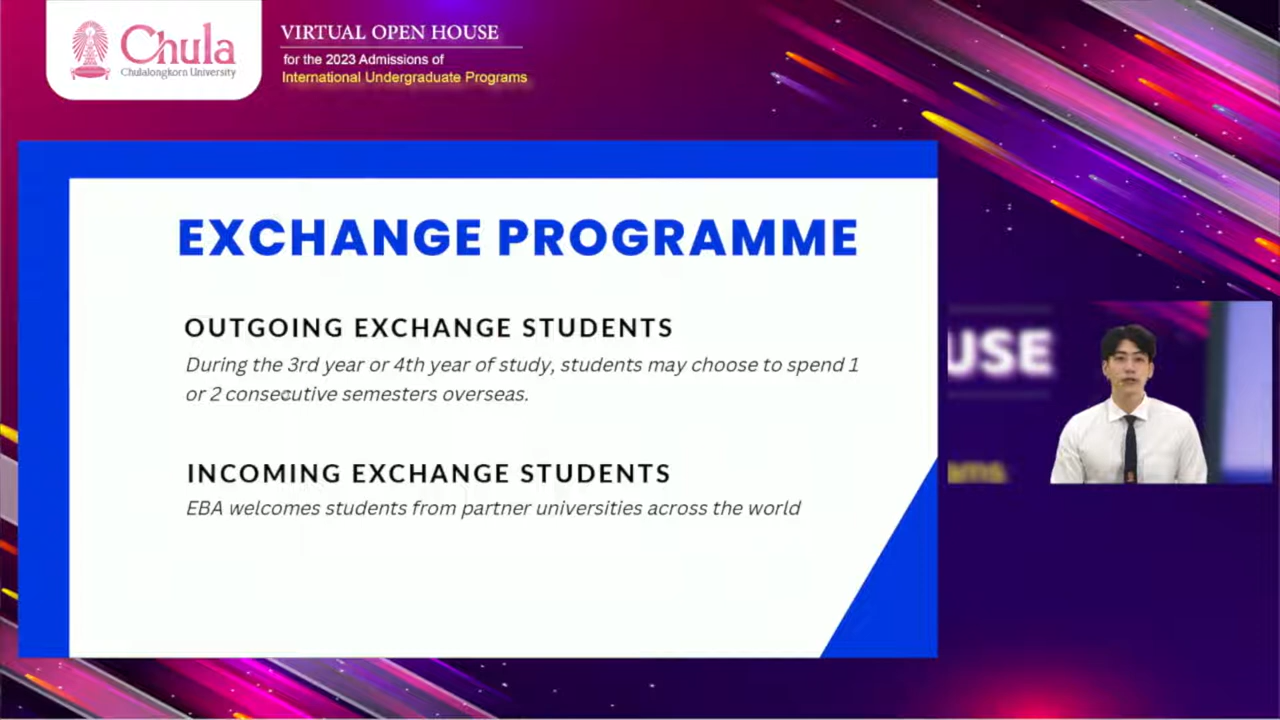 Chula
Chulalongkorn University
VIRTUAL OPEN HOUSE
for the 2023 Admissions of
International Undergraduate Programs
EXCHANGE PROGRAMME
OUTGOING EXCHANGE STUDENTS
During the 3rd year or 4th year of study, students may choose to spend 1
or 2 consecutive semesters overseas.
INCOMING EXCHANGE STUDENTS
EBA welcomes students from partner universities across the world
USE
ams